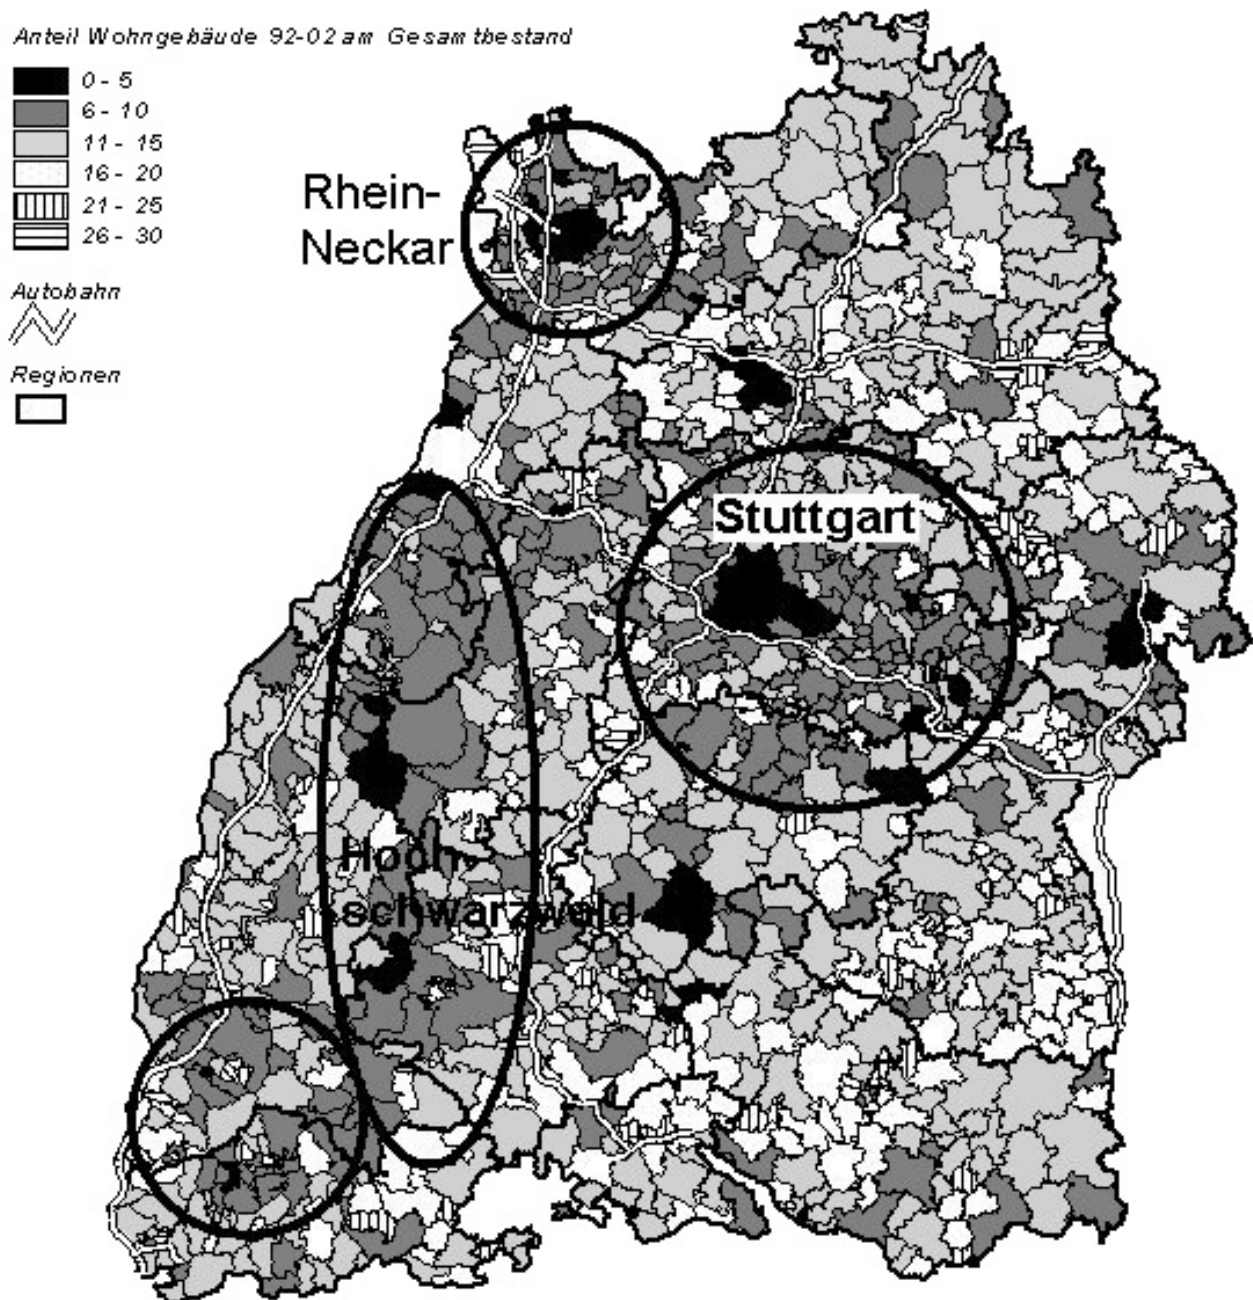 Anteil Wohngebäude 92-02 am Gesamtbestand
0 - 5
6 - 10
11 - 15
16 - 20
21 - 25
26 - 30
Autobahn
Regionen
Rhein-
Neckar
Stuttgart
Hoch-
schwarzwald